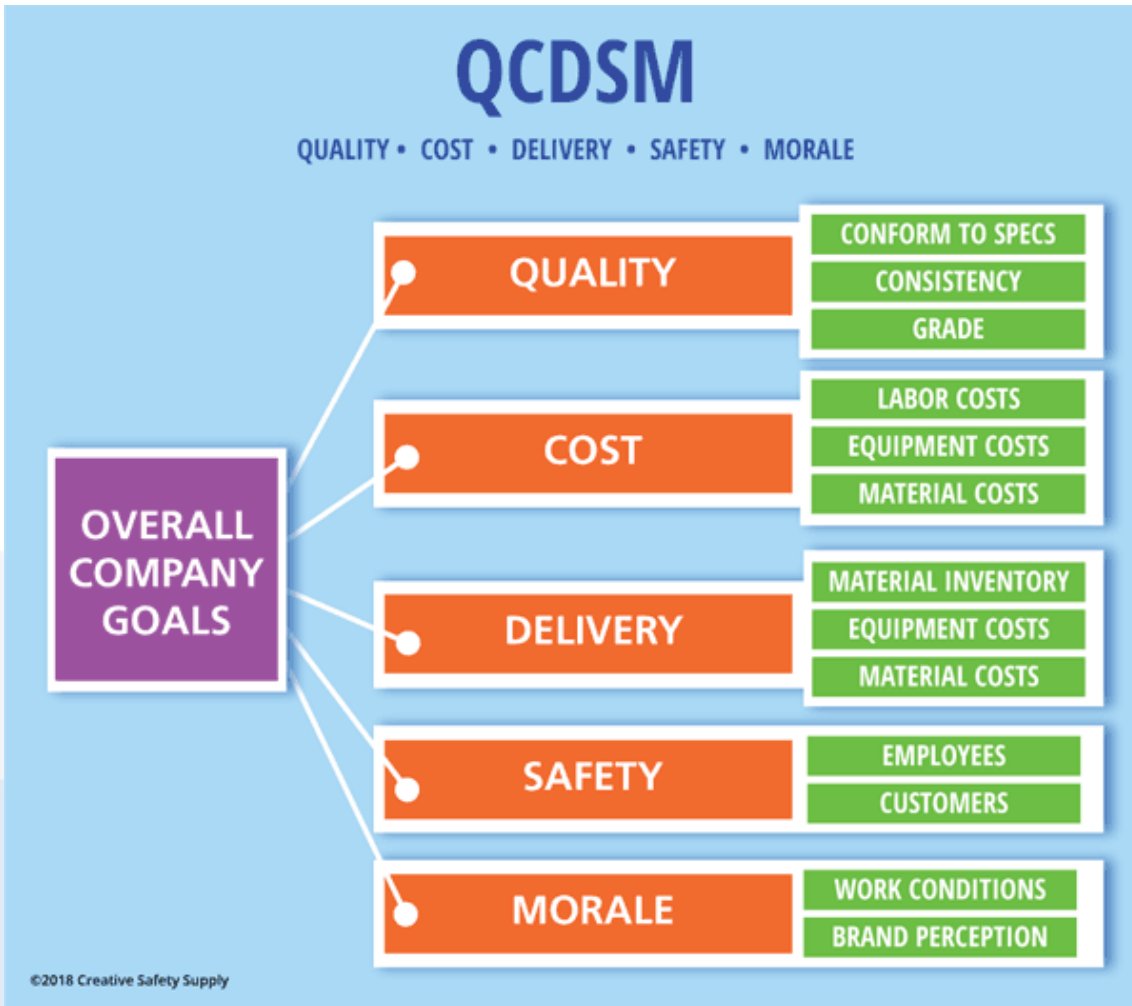 QCDSM
QUALITY • COST • DELIVERY • SAFETY • MORALE
OVERALL
COMPANY
GOALS
QUALITY
CONFORM TO SPECS
CONSISTENCY
GRADE
COST
LABOR COSTS
EQUIPMENT COSTS
MATERIAL COSTS
DELIVERY
MATERIAL INVENTORY
EQUIPMENT COSTS
MATERIAL COSTS
SAFETY
EMPLOYEES
CUSTOMERS
MORALE
WORK CONDITIONS
BRAND PERCEPTION
©2018 Creative Safety Supply